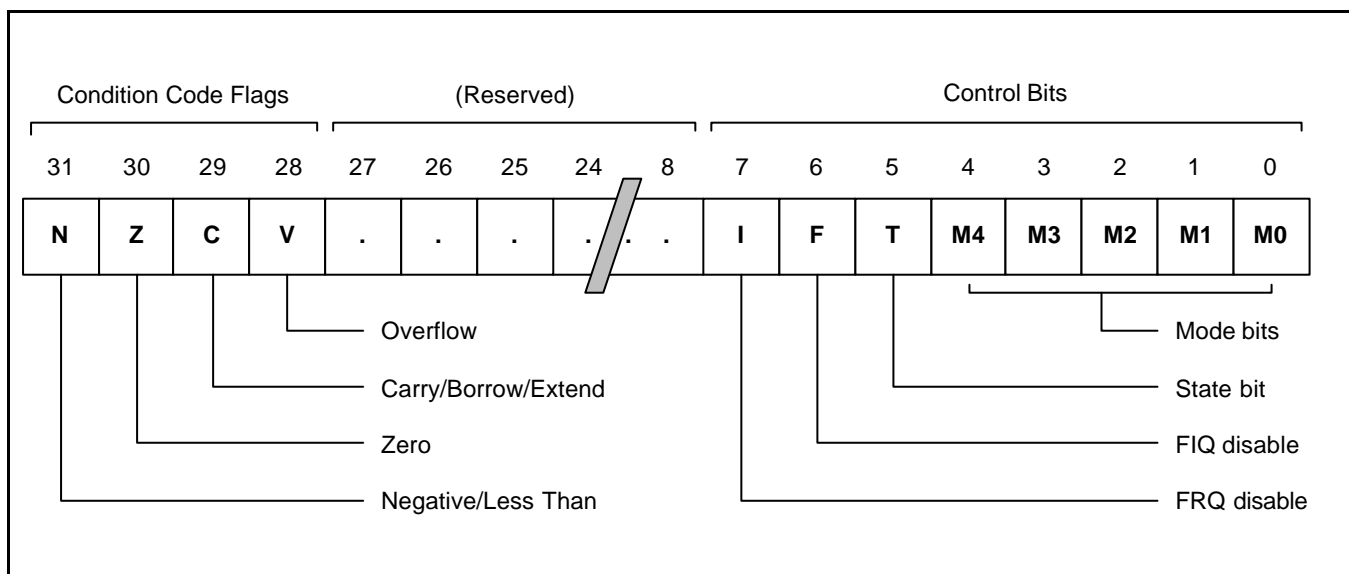 Condition Code Flags (Reserved) Control Bits
31 30 29 28 27 26 25 24 8 7 6 5 4 3 2 1 0
N Z C V . . . . . . I F T M4 M3 M2 M1 M0
Overflow Mode bits
Carry/Borrow/Extend State bit
Zero FIQ disable
Negative/Less Than FRQ disable